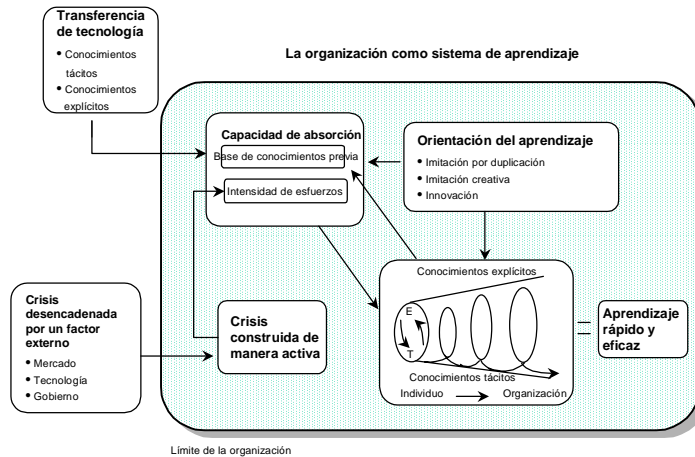 Transferencia
de tecnología
• Conocimientos
tácitos
• Conocimientos
explícitos
La organización como sistema de aprendizaje
Capacidad de absorción
Base de conocimientos previa
Intensidad de esfuerzos
Orientación del aprendizaje
• Imitación por duplicación
• Imitación creativa
• Innovación
Crisis
desencadenada
por un factor
externo
• Mercado
• Tecnología
• Gobierno
Crisis
construida de
manera activa
Conocimientos explícitos
E
T
Conocimientos tácitos
Individuo Organización
Aprendizaje
rápido y
eficaz
Límite de la organización